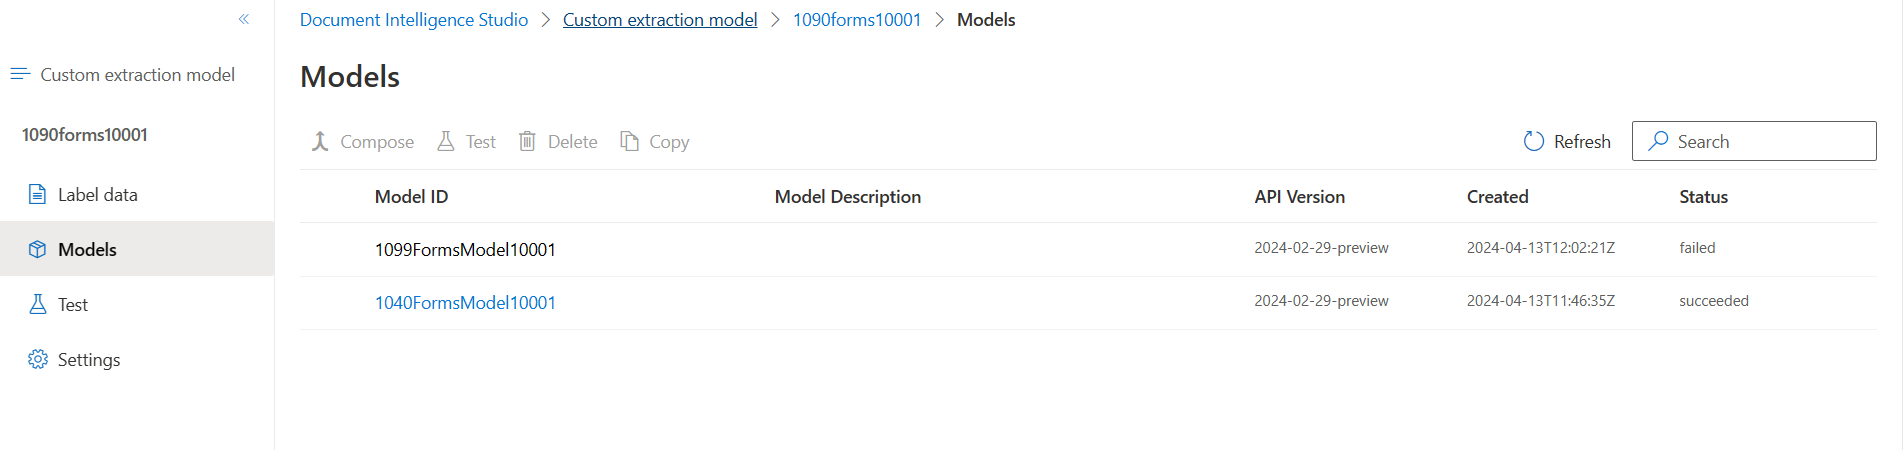 Document Intelligence Studio > Custom extraction model > 1090forms10001 > Models
Custom extraction model
1090forms10001
Label data
Models
Test
Settings
Models
Compose Test Delete Copy Refresh Search
Model ID Model Description API Version Created Status
1099FormsModel10001 2024-02-29-preview 2024-04-13T12:02:21Z failed
1040FormsModel10001 2024-02-29-preview 2024-04-13T11:46:35Z succeeded